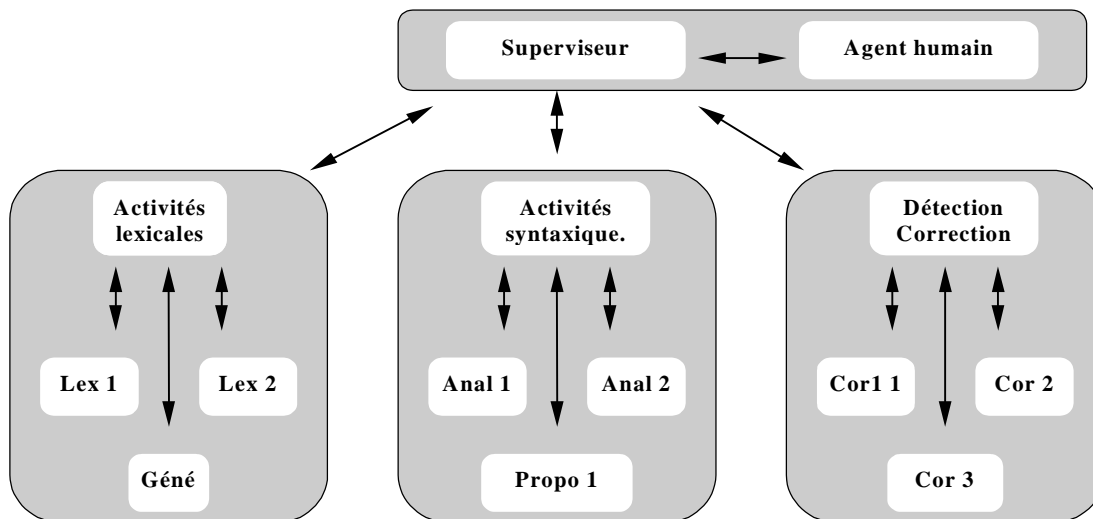 Superviseur
Agent humain
Activités
lexicales
Lex 1
Lex 2
Géné
Activités
syntaxique.
Anal 1
Anal 2
Propo 1
Détection
Correction
Cor1 1
Cor 2
Cor 3